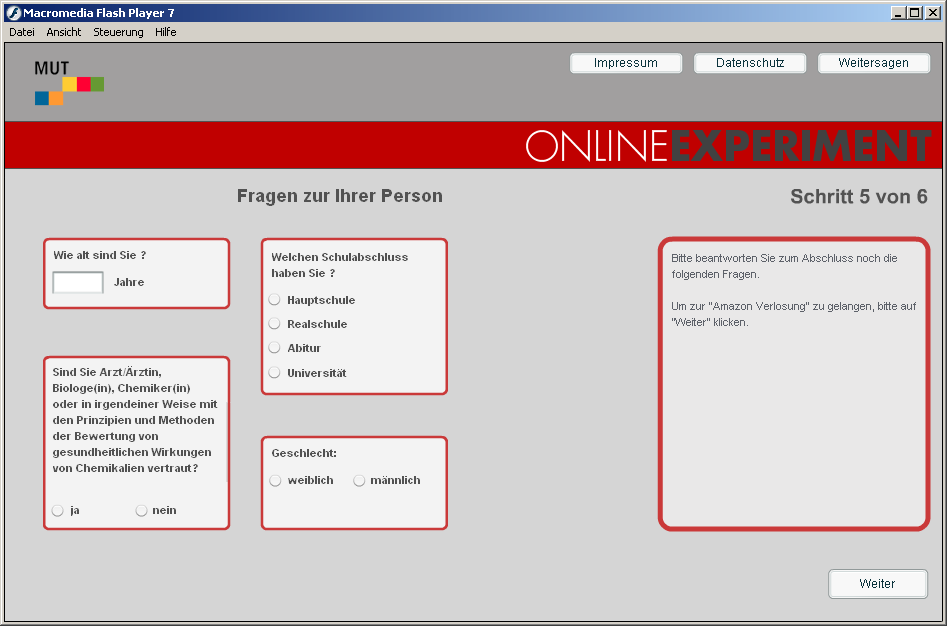 Macromedia Flash Player 7
Datei Ansicht Steuerung Hilfe
MUT
Impressum Datenschutz Weitersagen
ONLINEEXPERIMENT
Fragen zur Ihrer Person
Schritt 5 von 6
Wie alt sind Sie ?
Jahre
Welchen Schulabschluss
haben Sie ?
Hauptschule
Realschule
Abitur
Universität
Sind Sie Arzt/Ärztin,
Biologe(in), Chemiker(in)
oder in irgendeiner Weise mit
den Prinzipien und Methoden
der Bewertung von
gesundheitlichen Wirkungen
von Chemikalien vertraut?
ja nein
Geschlecht:
weiblich männlich
Bitte beantworten Sie zum Abschluss noch die
folgenden Fragen.
Um zur "Amazon Verlosung" zu gelangen, bitte auf
"Weiter" klicken.
Weiter